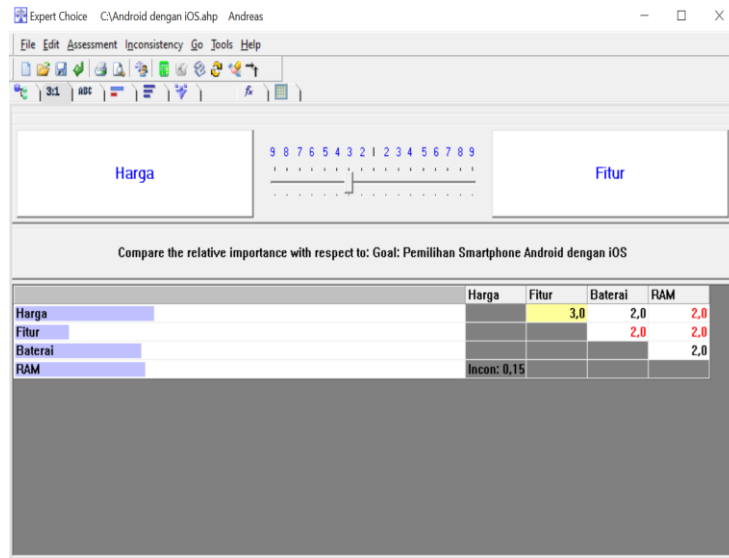 Expert Choice C:\Android dengan iOS.ahp Andreas
File Edit Assessment Inconsistency Go Tools Help
3:1 ABC fx
9 8 7 6 5 4 3 2 1 2 3 4 5 6 7 8 9
Harga Fitur
Compare the relative importance with respect to: Goal: Pemilihan Smartphone Android dengan iOS
Harga Fitur Baterai RAM
Harga 3,0 2,0 2,0
Fitur 2,0 2,0
Baterai 2,0
RAM Incon: 0,15